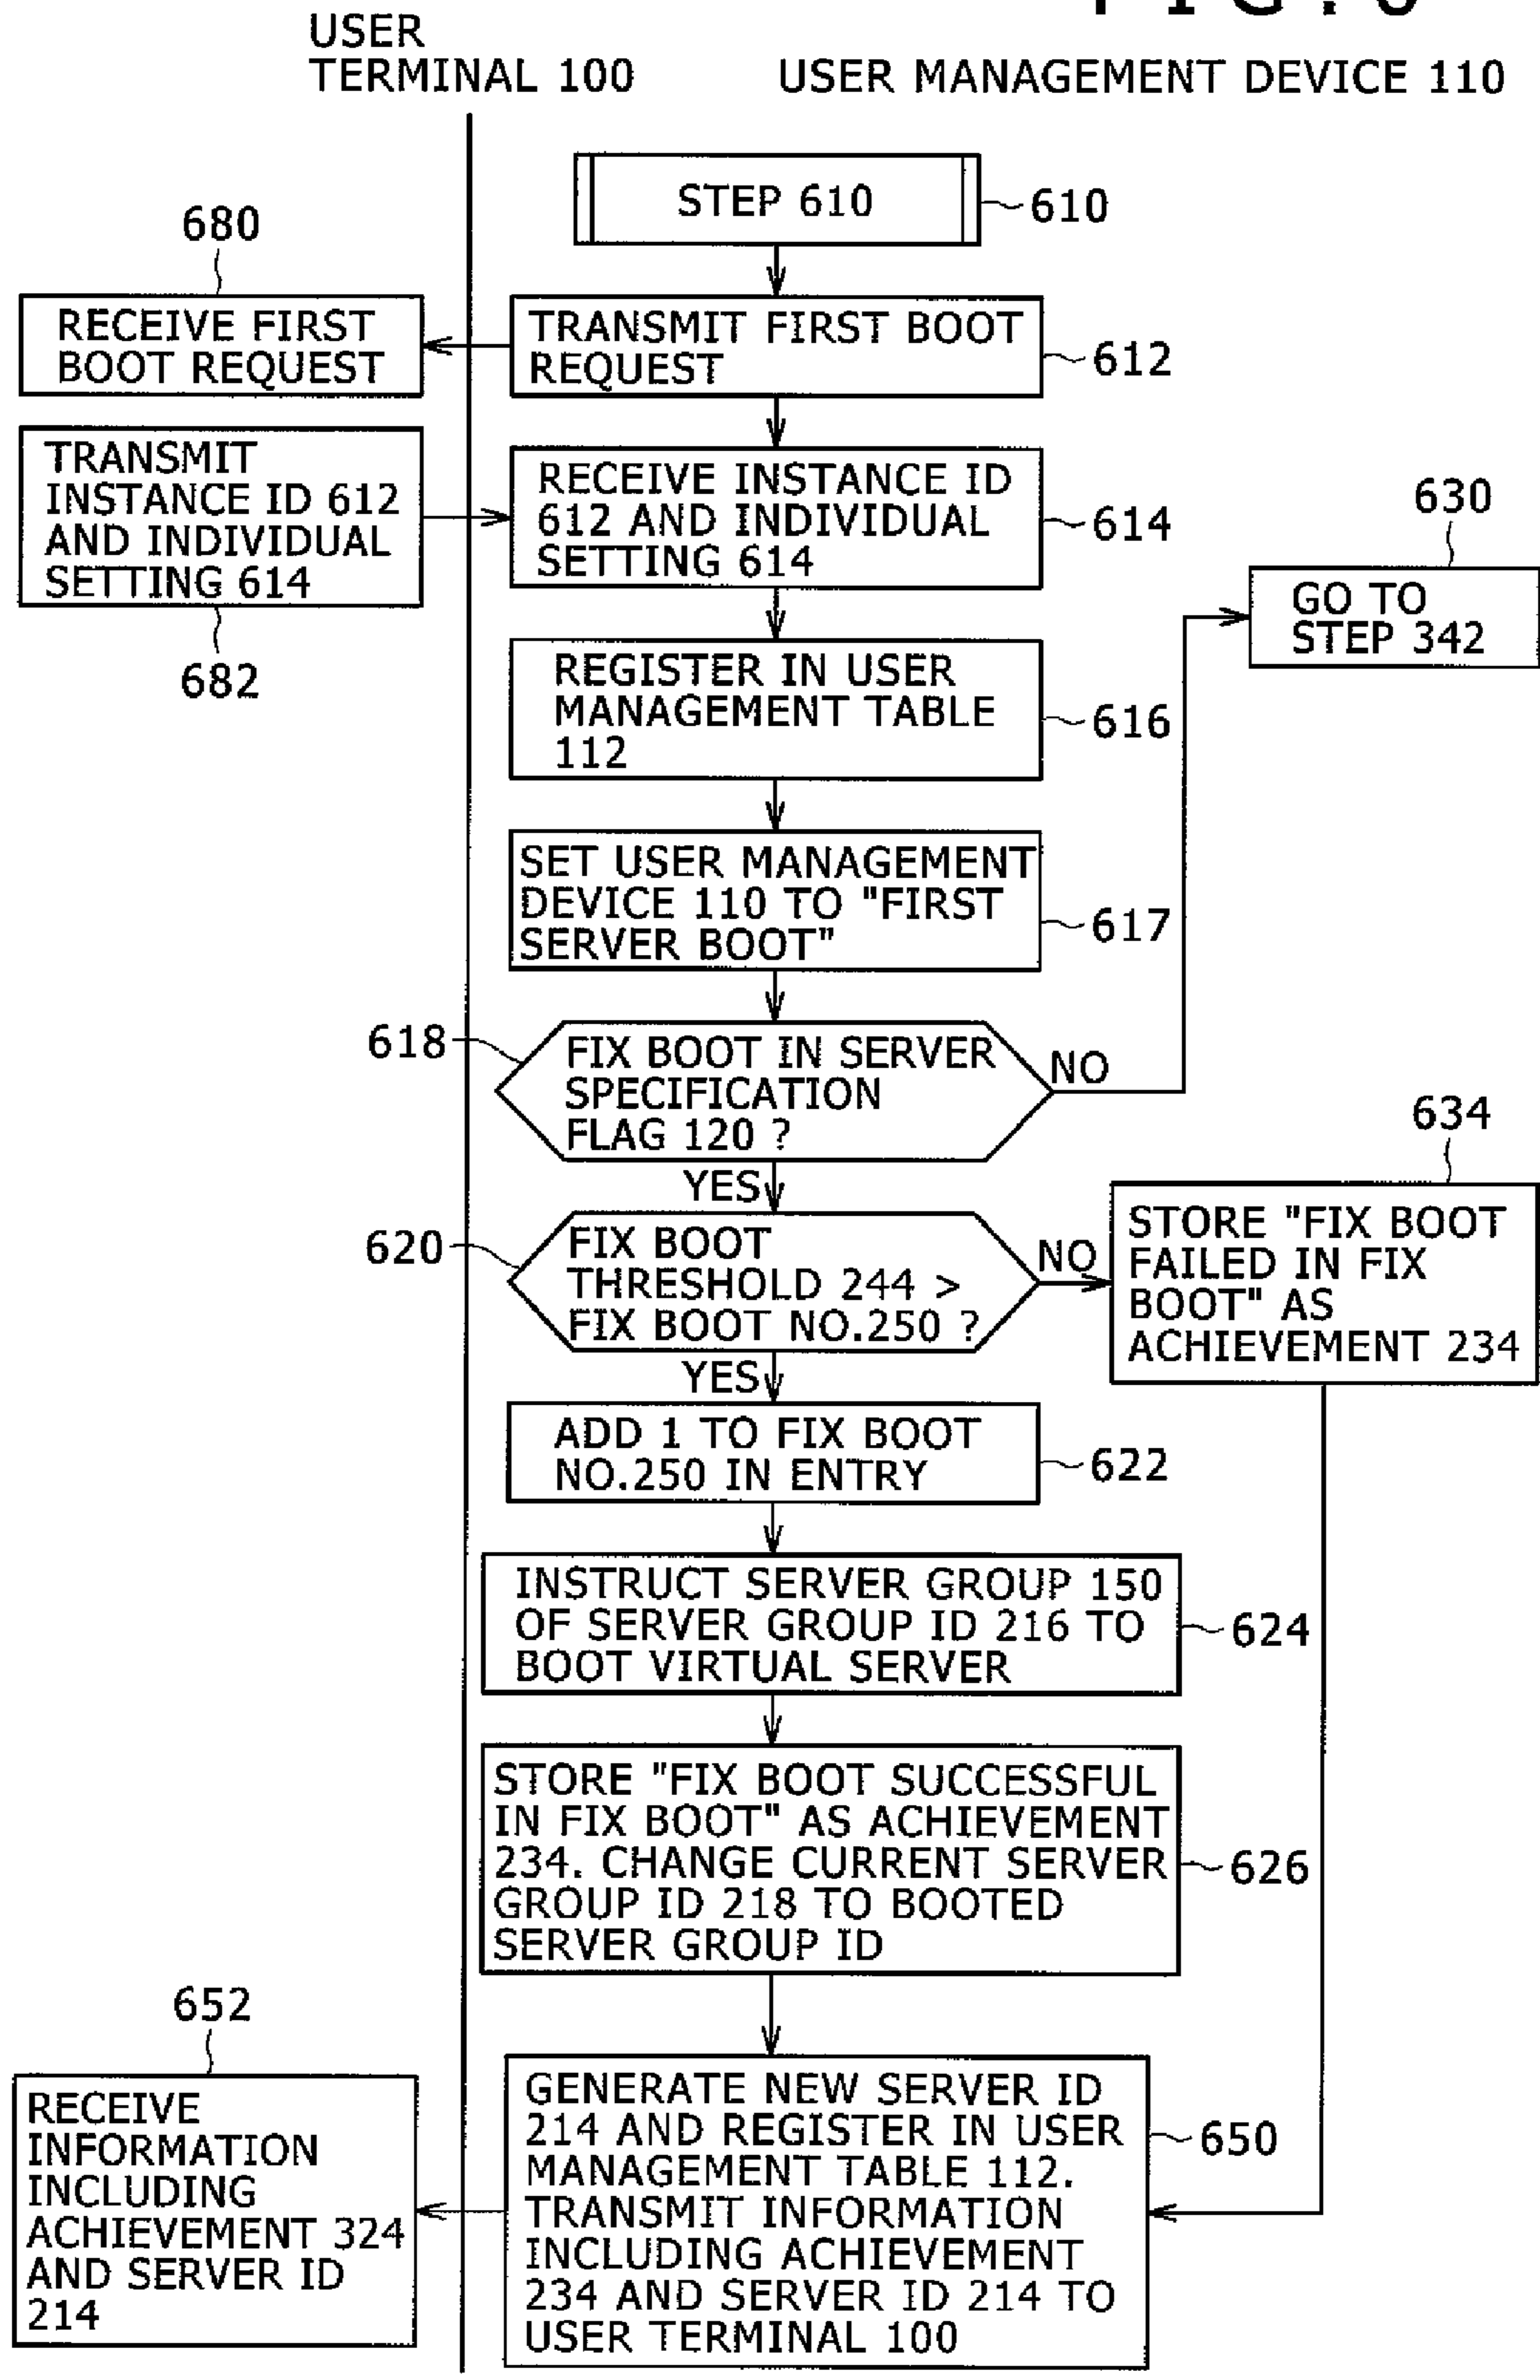 USER
TERMINAL 100
USER MANAGEMENT DEVICE 110
STEP 610
610
680
RECEIVE FIRST
BOOT REQUEST
TRANSMIT FIRST BOOT
REQUEST
612
TRANSMIT
INSTANCE ID 612
AND INDIVIDUAL
SETTING 614
682
RECEIVE INSTANCE ID
612 AND INDIVIDUAL
SETTING 614
614
630
GO TO
STEP 342
REGISTER IN USER
MANAGEMENT TABLE
112
616
SET USER MANAGEMENT
DEVICE 110 TO "FIRST
SERVER BOOT"
617
618
FIX BOOT IN SERVER
SPECIFICATION
FLAG 120 ?
NO
YES
620
FIX BOOT
THRESHOLD 244 >
FIX BOOT NO.250 ?
NO
634
STORE "FIX BOOT
FAILED IN FIX
BOOT" AS
ACHIEVEMENT 234
YES
ADD 1 TO FIX BOOT
NO.250 IN ENTRY
622
INSTRUCT SERVER GROUP 150
OF SERVER GROUP ID 216 TO
BOOT VIRTUAL SERVER
624
STORE "FIX BOOT SUCCESSFUL
IN FIX BOOT" AS ACHIEVEMENT
234. CHANGE CURRENT SERVER
GROUP ID 218 TO BOOTED
SERVER GROUP ID
626
652
RECEIVE
INFORMATION
INCLUDING
ACHIEVEMENT 324
AND SERVER ID
214
GENERATE NEW SERVER ID
214 AND REGISTER IN USER
MANAGEMENT TABLE 112.
TRANSMIT INFORMATION
INCLUDING ACHIEVEMENT
234 AND SERVER ID 214 TO
USER TERMINAL 100
650